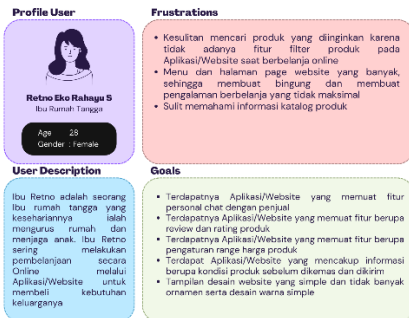 Profile User
Retno Eko Rahayu S
Ibu Rumah Tangga
Age 28
Gender : Female
Frustrations
Kesulitan mencari produk yang diinginkan karena
tidak adanya fitur filter produk pada
Aplikasi/Website saat berbelanja online
Menu dan halaman page website yang banyak,
sehingga membuat bingung dan membuat
pengalaman berbelanja yang tidak maksimal
Sulit memahami informasi katalog produk
User Description
Ibu Retno adalah seorang
Ibu rumah tangga yang
kesehariannya ialah
mengurus rumah dan
menjaga anak. Ibu Retno
sering melakukan
pembelanjaan secara
Online melalui
Aplikasi/Website untuk
membeli kebutuhan
keluarganya
Goals
Terdapatnya Aplikasi/Website yang memuat fitur
personal chat dengan penjual
Terdapatnya Aplikasi/Website yang memuat fitur berupa
review dan rating produk
Terdapatnya Aplikasi/Website yang memuat fitur berupa
pengaturan range harga produk
Terdapat Aplikasi/Website yang mencakup informasi
berupa kondisi produk sebelum dikemas dan dikirim
Tampilan desain website yang simple dan tidak banyak
ornamen serta desain warna simple